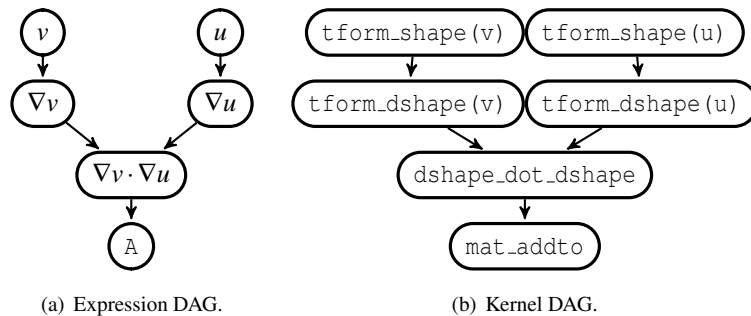 v
u
tform_shape(v)
tform_shape(u)
∇v
∇u
tform_dshape(v)
tform_dshape(u)
∇v · ∇u
dshape_dot_dshape
A
mat_addto
(a) Expression DAG.
(b) Kernel DAG.